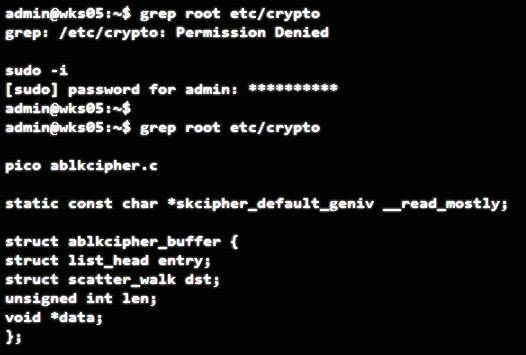 admin@wks05:~$ grep root etc/crypto
grep: /etc/crypto: Permission Denied
sudo -i
[sudo] password for admin: **********
admin@wks05:~$
admin@wks05:~$ grep root etc/crypto
pico ablkcipher.c
static const char *skcipher_default_geniv __read_mostly;
struct ablkcipher_buffer {
struct list_head entry;
struct scatter_walk dst;
unsigned int len;
void *data;
};